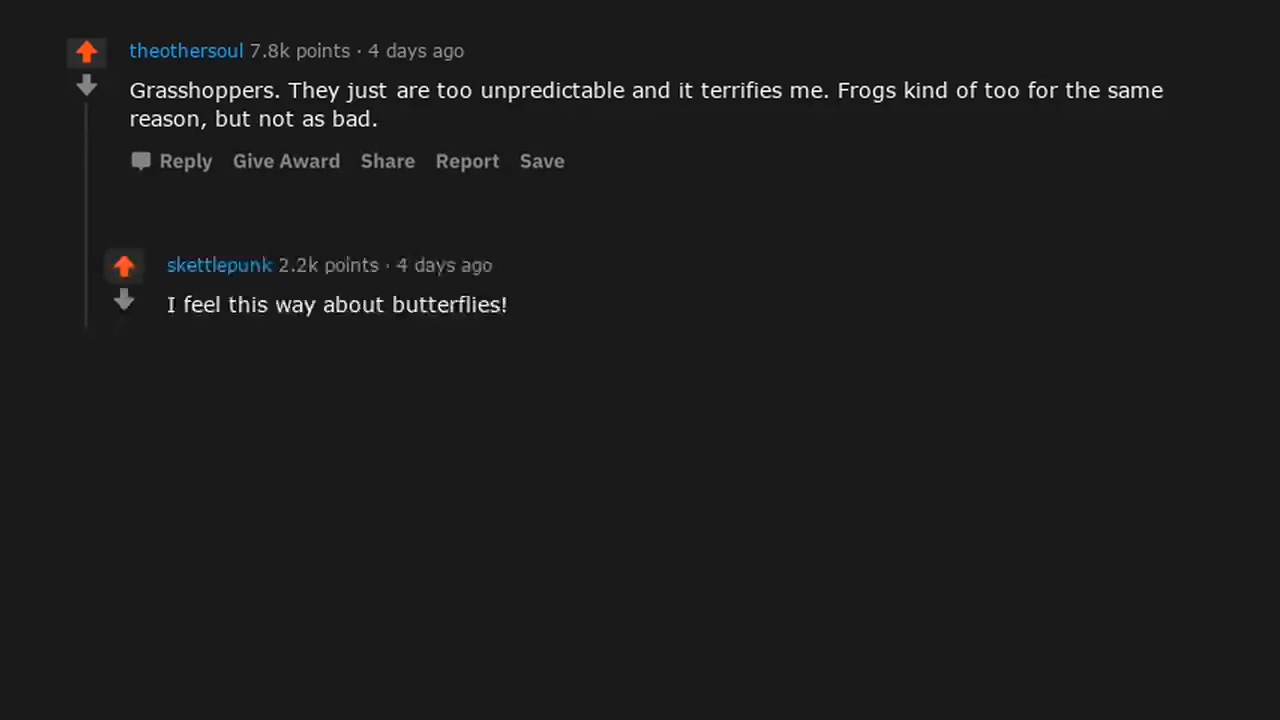 theothersoul 7.8k points · 4 days ago
Grasshoppers. They just are too unpredictable and it terrifies me. Frogs kind of too for the same
reason, but not as bad.
Reply Give Award Share Report Save
skettlepunk 2.2k points · 4 days ago
I feel this way about butterflies!